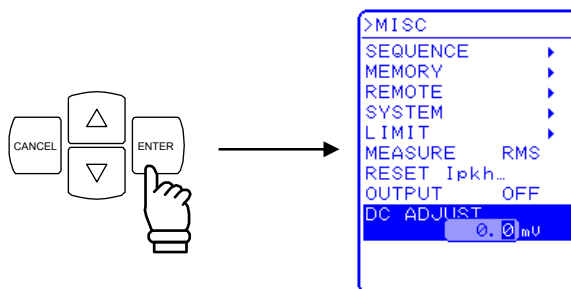 CANCEL
ENTER
>MISC
SEQUENCE
MEMORY
REMOTE
SYSTEM
LIMIT
MEASURE RMS
RESET Ipkh…
OUTPUT OFF
DC ADJUST
0.0mV